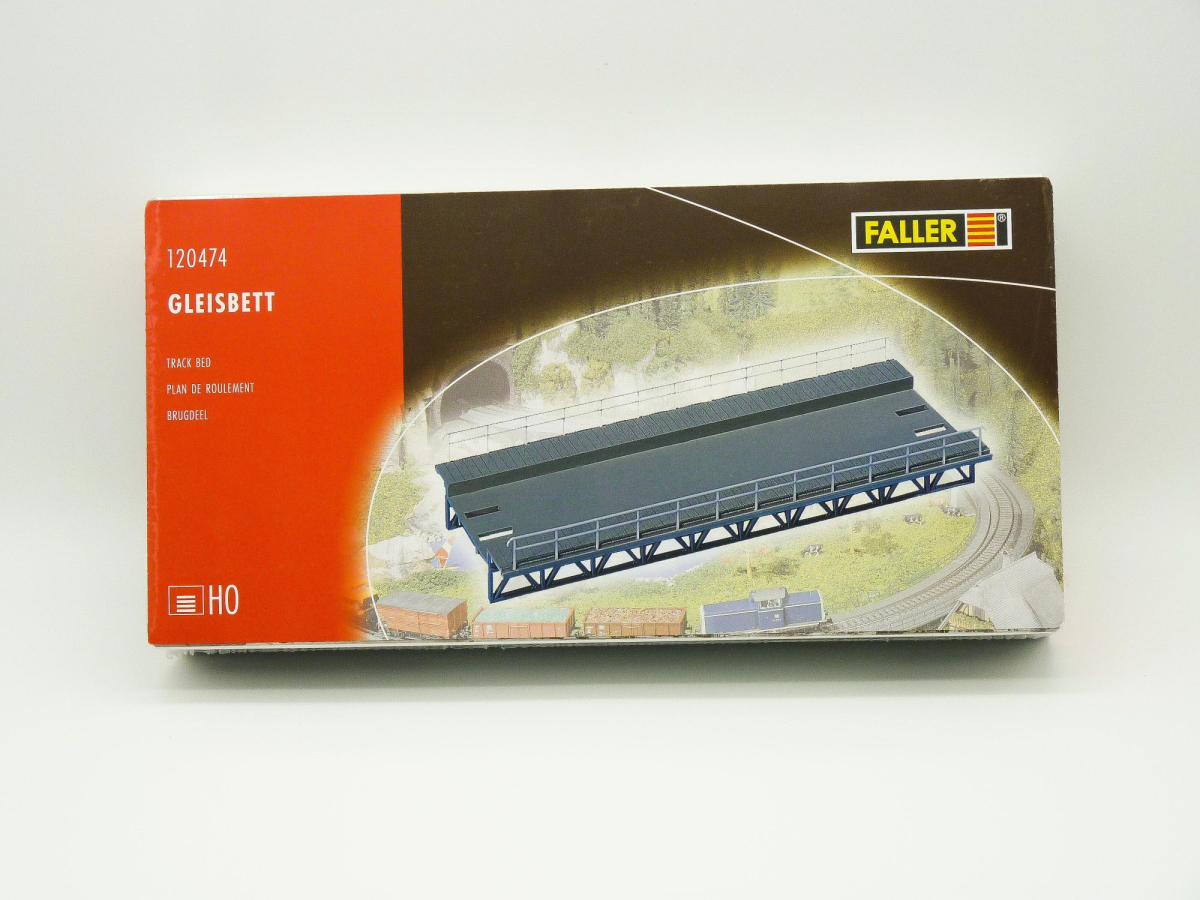 120474
GLEISBETT
TRACK BED
PLAN DE ROULEMENT
BRUGDEEL
H0
FALLER ®